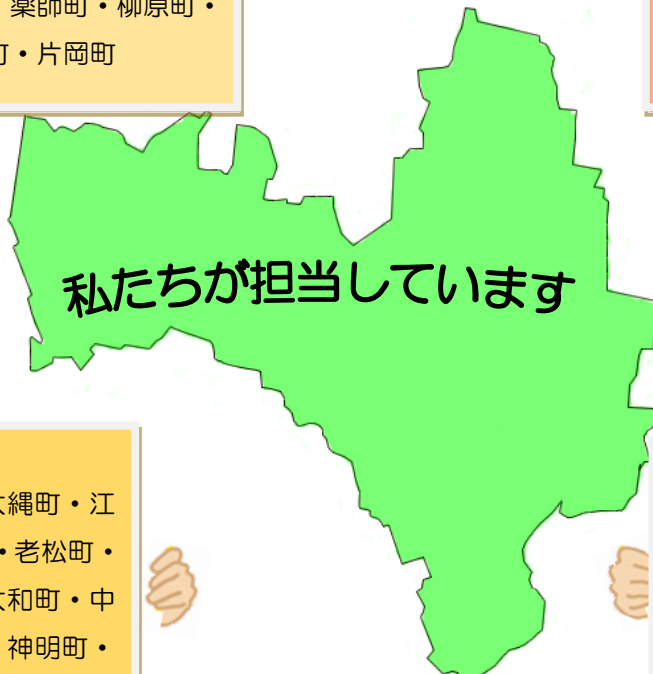 薬師町・柳原町・
町・片岡町
私たちが担当しています
縄町・江
・老松町・
大和町・中
神明町・